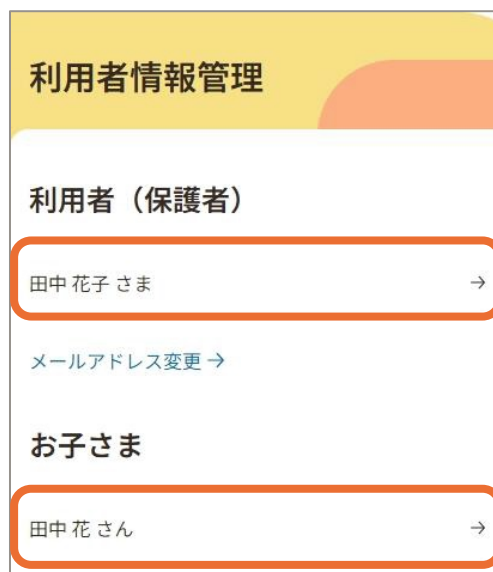 利用者情報管理
利用者（保護者）
田中 花子 さま →
メールアドレス変更 →
お子さま
田中 花 さん →